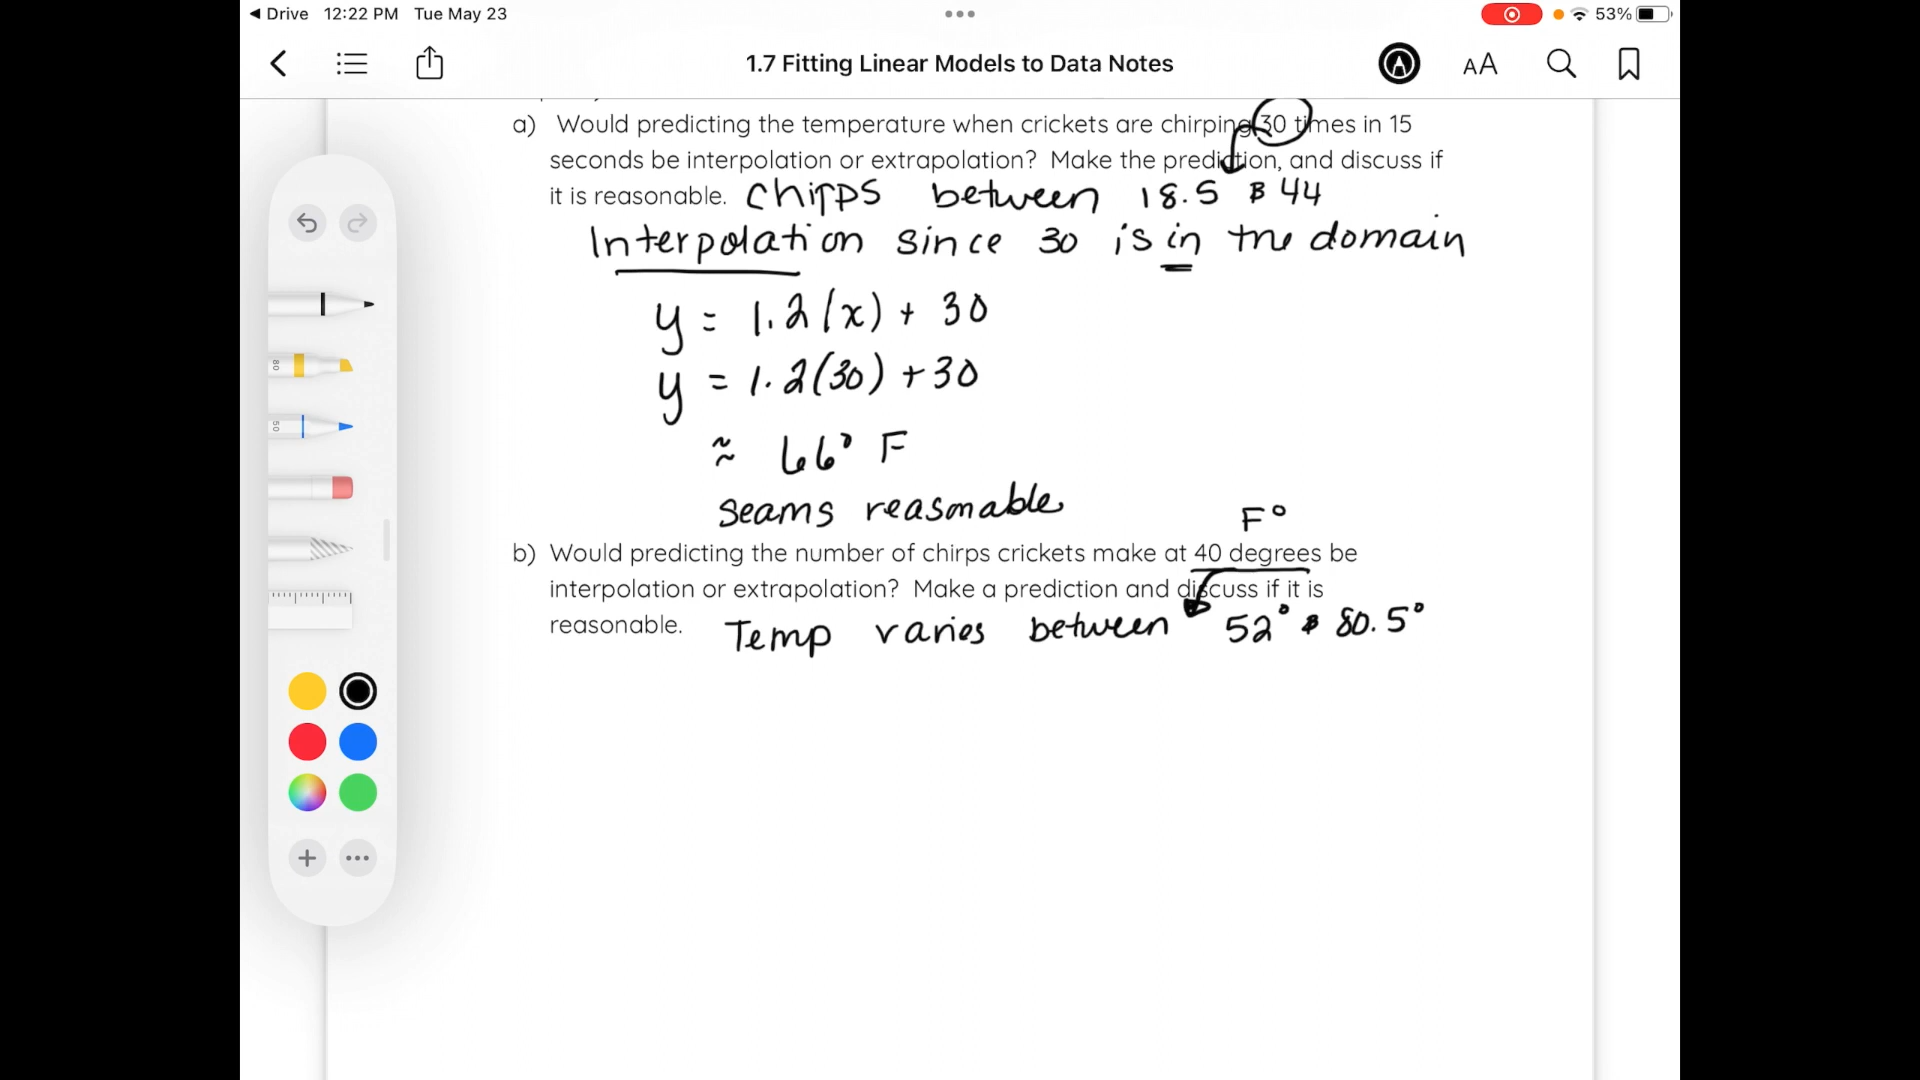 Drive 12:22 PM Tue May 23
53%
1.7 Fitting Linear Models to Data Notes
AA
a) Would predicting the temperature when crickets are chirping 30 times in 15
seconds be interpolation or extrapolation? Make the prediction, and discuss if
it is reasonable. Chirps between 18.5 & 44
Interpolation since 30 is in the domain
y = 1.2(x) + 30
y = 1.2(30) + 30
≈ 66° F
seams reasonable
F°
b) Would predicting the number of chirps crickets make at 40 degrees be
interpolation or extrapolation? Make a prediction and discuss if it is
reasonable. Temp varies between 52° & 80.5°
80
50